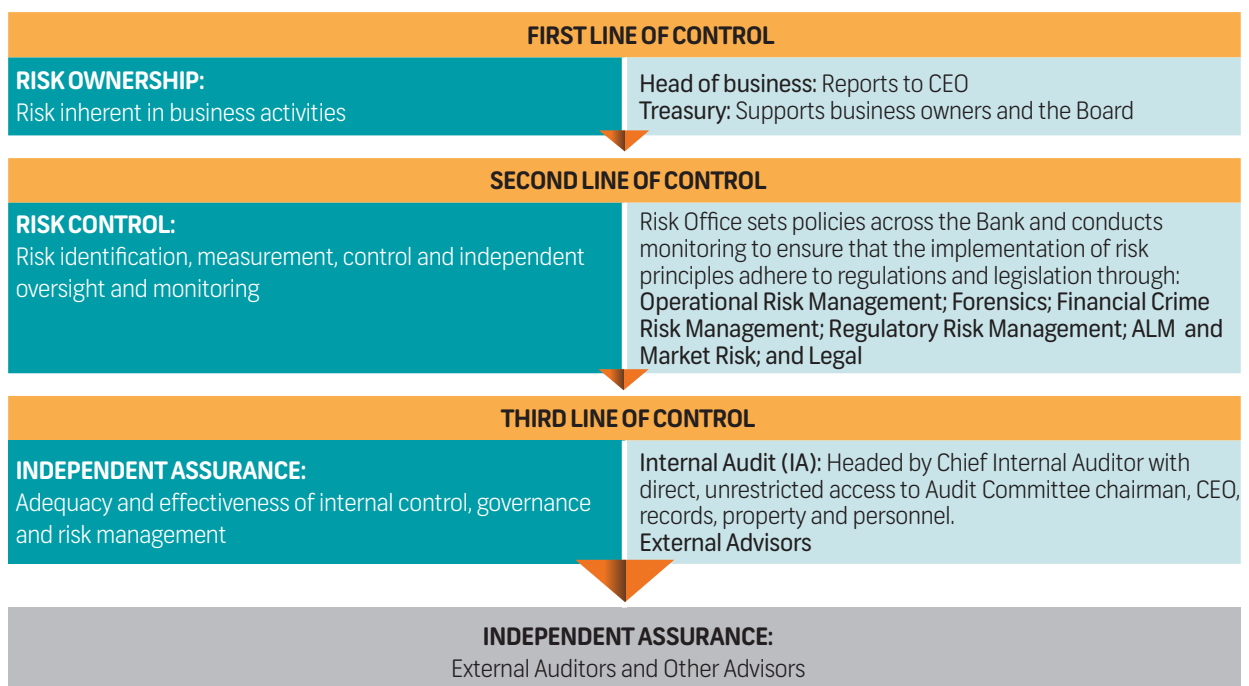 FIRST LINE OF CONTROL
RISK OWNERSHIP:
Risk inherent in business activities
Head of business: Reports to CEO
Treasury: Supports business owners and the Board
SECOND LINE OF CONTROL
RISK CONTROL:
Risk identification, measurement, control and independent
oversight and monitoring
Risk Office sets policies across the Bank and conducts
monitoring to ensure that the implementation of risk
principles adhere to regulations and legislation through:
Operational Risk Management; Forensics; Financial Crime
Risk Management; Regulatory Risk Management; ALM and
Market Risk; and Legal
THIRD LINE OF CONTROL
INDEPENDENT ASSURANCE:
Adequacy and effectiveness of internal control, governance
and risk management
Internal Audit (IA): Headed by Chief Internal Auditor with
direct, unrestricted access to Audit Committee chairman, CEO,
records, property and personnel.
External Advisors
INDEPENDENT ASSURANCE:
External Auditors and Other Advisors